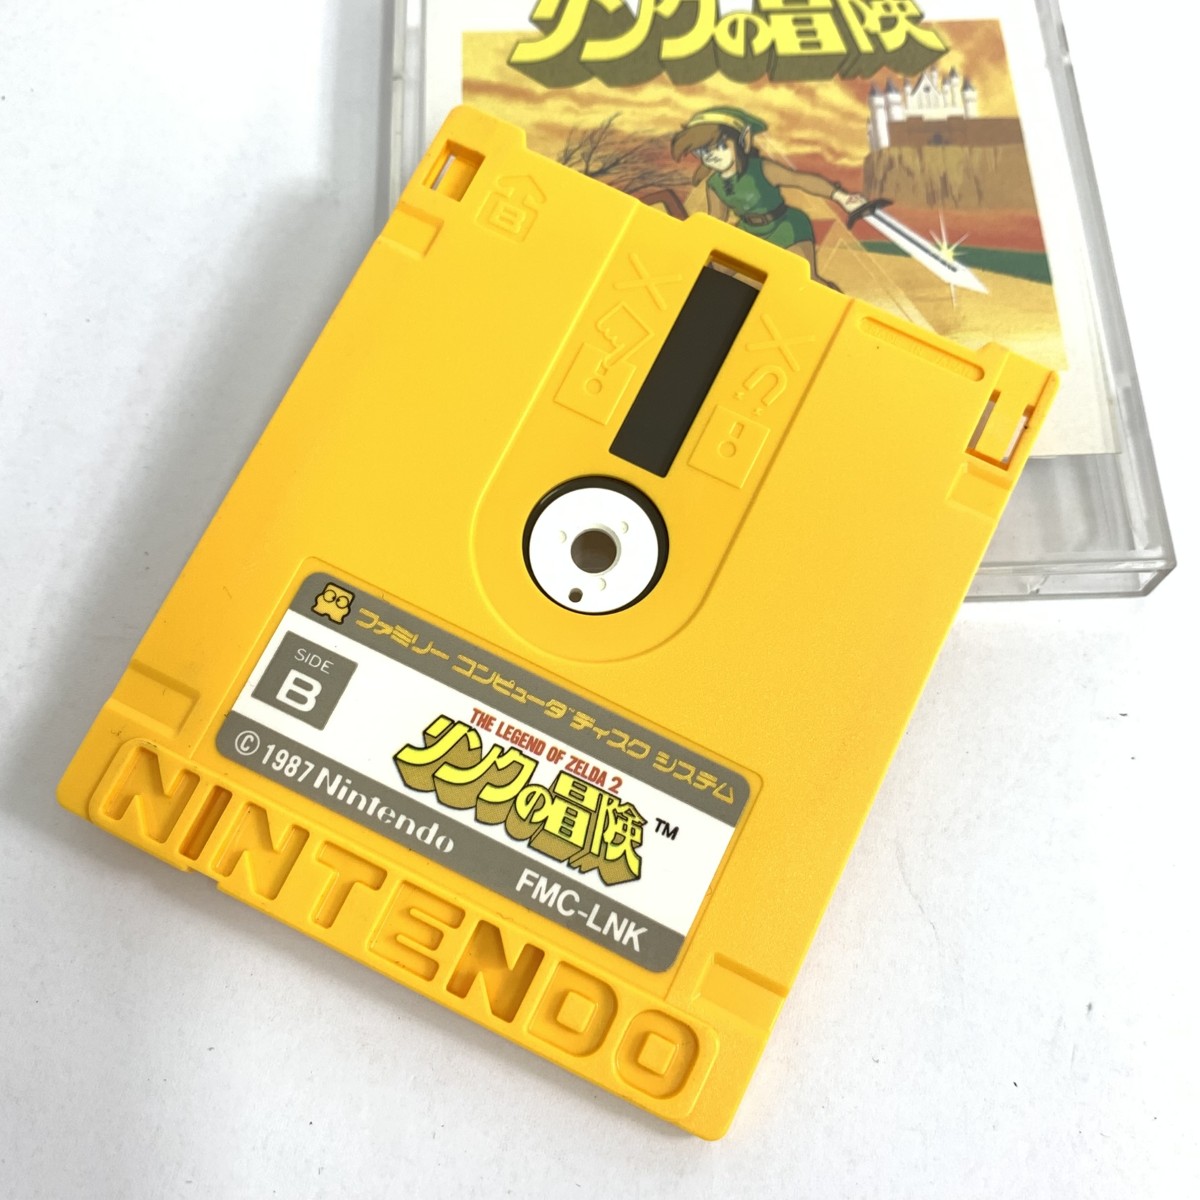 リンクの冒険
ファミリー コンピュータ ディスク システム
SIDE
B
THE LEGEND OF ZELDA 2
リンクの冒険™
© 1987 Nintendo
FMC-LNK
NINTENDO